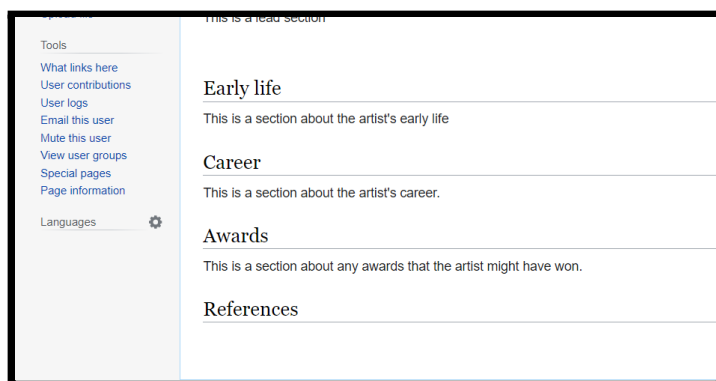 Tools
What links here
User contributions
User logs
Email this user
Mute this user
View user groups
Special pages
Page information
Languages
This is a lead section
Early life
This is a section about the artist's early life
Career
This is a section about the artist's career.
Awards
This is a section about any awards that the artist might have won.
References